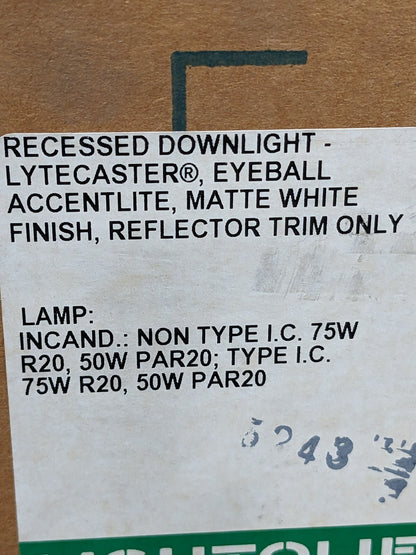 RECESSED DOWNLIGHT -
LYTECASTER®, EYEBALL
ACCENTLITE, MATTE WHITE
FINISH, REFLECTOR TRIM ONLY
LAMP:
INCAND.: NON TYPE I.C. 75W
R20, 50W PAR20; TYPE I.C.
75W R20, 50W PAR20
5243